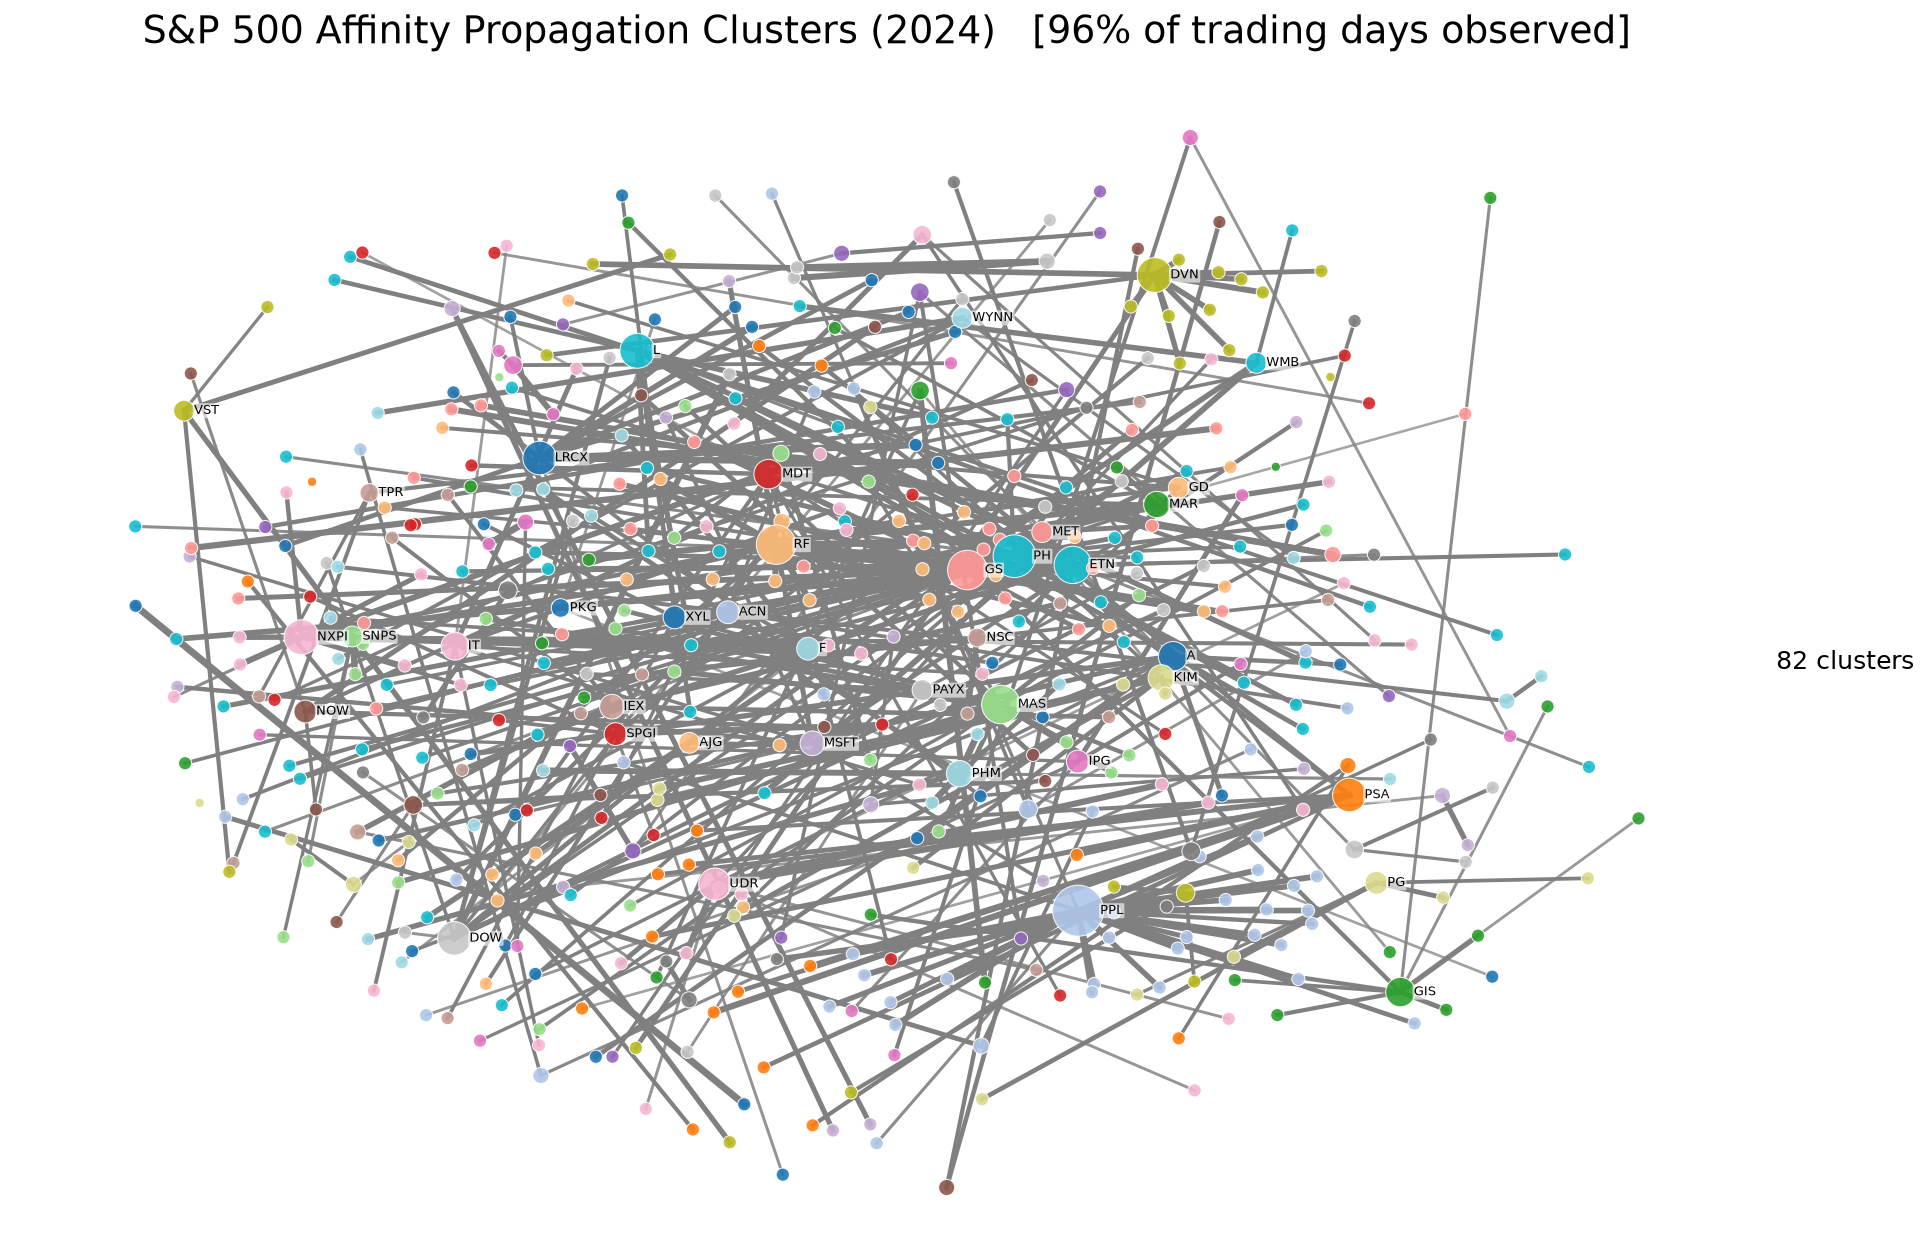 S&P 500 Affinity Propagation Clusters (2024)   [96% of trading days observed]
DVN
WYNN
L
WMB
VST
LRCX
MDT
TPR
GD
MAR
MET
RF
PH
ETN
GS
PKG
ACN
XYL
NXPI
SNPS
NSC
IT
F
A
82 clusters
KIM
PAYX
MAS
IEX
NOW
SPGI
AJG
MSFT
IPG
PHM
PSA
UDR
PG
PPL
DOW
GIS